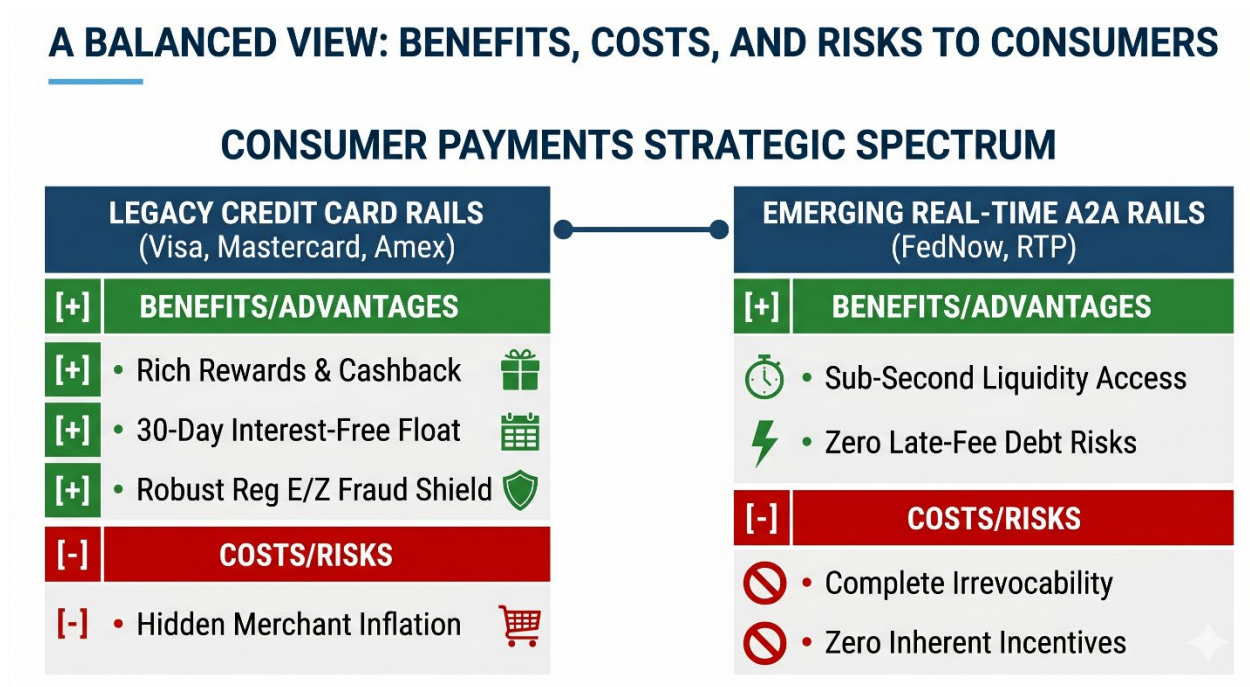 A BALANCED VIEW: BENEFITS, COSTS, AND RISKS TO CONSUMERS
CONSUMER PAYMENTS STRATEGIC SPECTRUM
LEGACY CREDIT CARD RAILS
(Visa, Mastercard, Amex)
[+] BENEFITS/ADVANTAGES
[+] • Rich Rewards & Cashback
[+] • 30-Day Interest-Free Float
[+] • Robust Reg E/Z Fraud Shield
[-] COSTS/RISKS
[-] • Hidden Merchant Inflation
EMERGING REAL-TIME A2A RAILS
(FedNow, RTP)
[+] BENEFITS/ADVANTAGES
• Sub-Second Liquidity Access
• Zero Late-Fee Debt Risks
[-] COSTS/RISKS
• Complete Irrevocability
• Zero Inherent Incentives